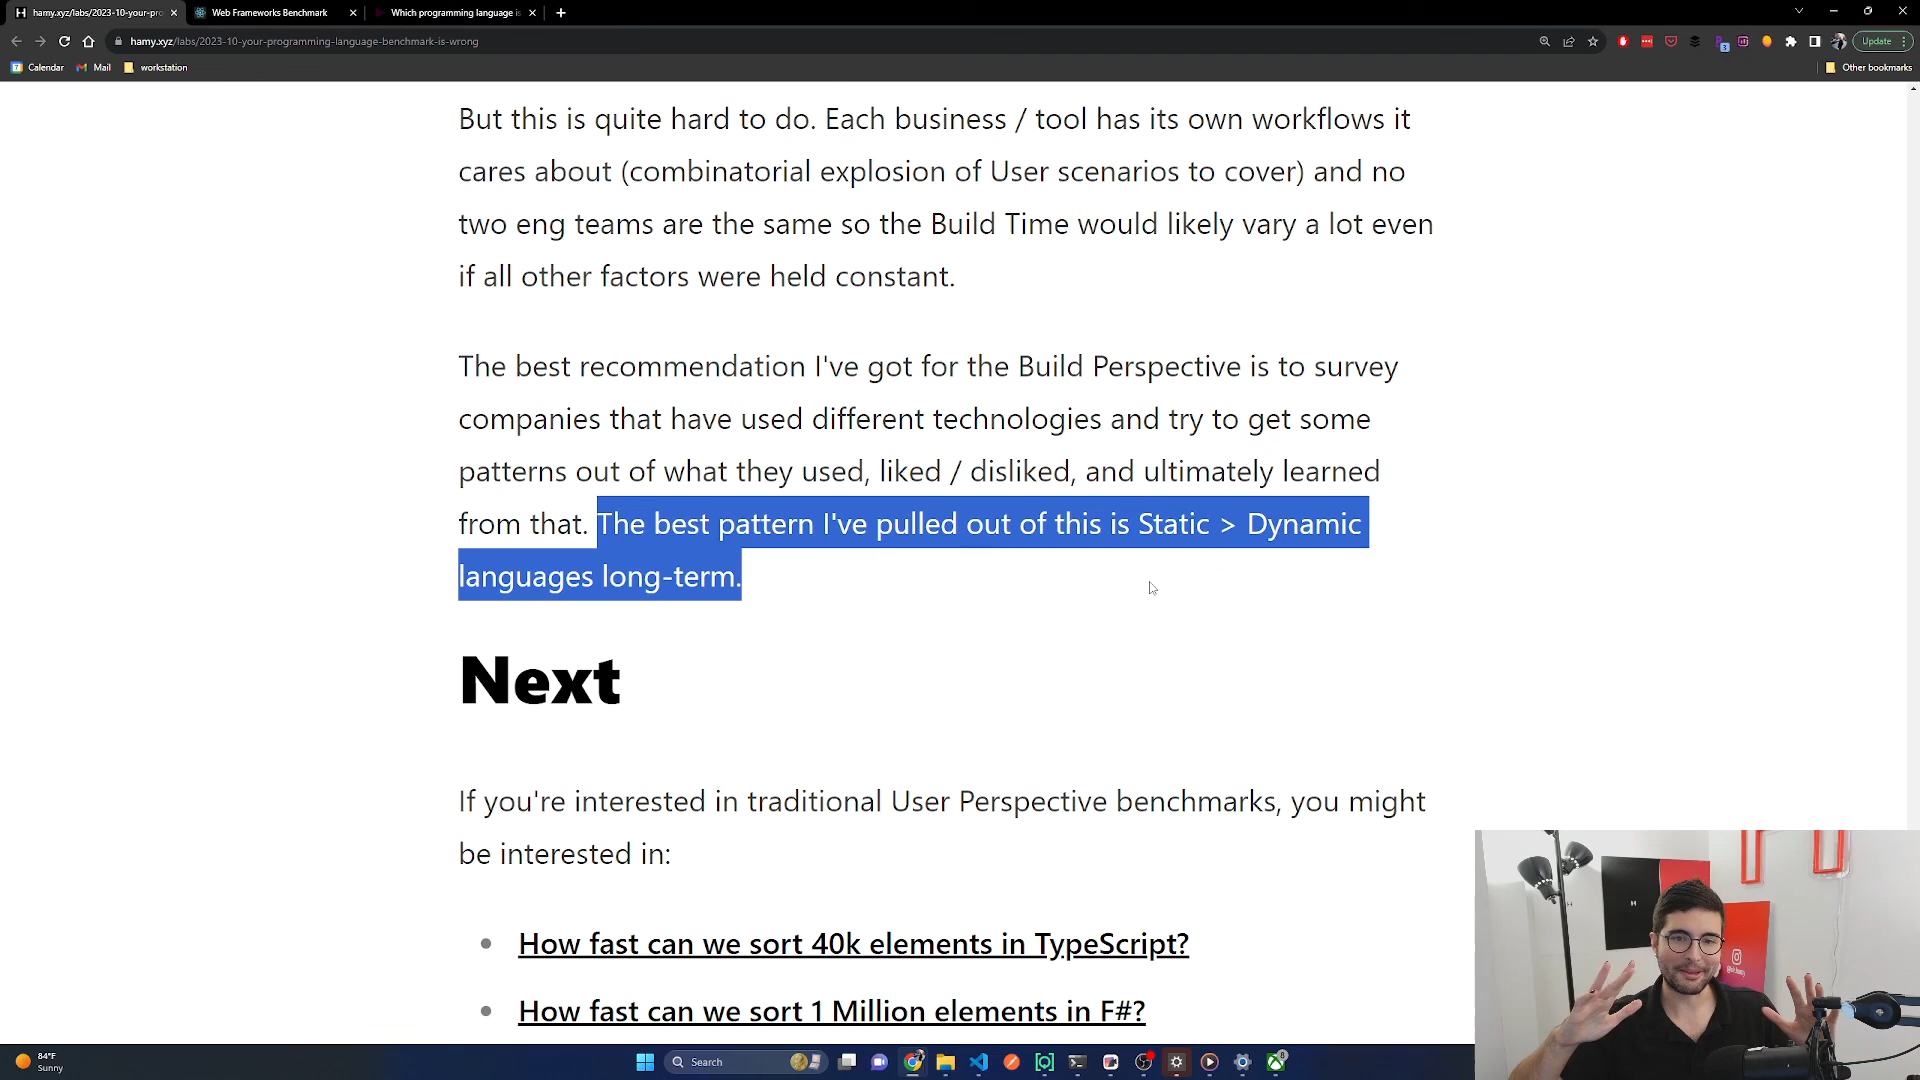 hamy.xyz/labs/2023-10-your-pro
Web Frameworks Benchmark
Which programming language is
hamy.xyz/labs/2023-10-your-programming-language-benchmark-is-wrong
Update
Calendar
Mail
workstation
Other bookmarks
But this is quite hard to do. Each business / tool has its own workflows it
cares about (combinatorial explosion of User scenarios to cover) and no
two eng teams are the same so the Build Time would likely vary a lot even
if all other factors were held constant.
The best recommendation I've got for the Build Perspective is to survey
companies that have used different technologies and try to get some
patterns out of what they used, liked / disliked, and ultimately learned
from that. The best pattern I've pulled out of this is Static > Dynamic
languages long-term.
Next
If you're interested in traditional User Perspective benchmarks, you might
be interested in:
How fast can we sort 40k elements in TypeScript?
How fast can we sort 1 Million elements in F#?
84°F
Sunny
Search